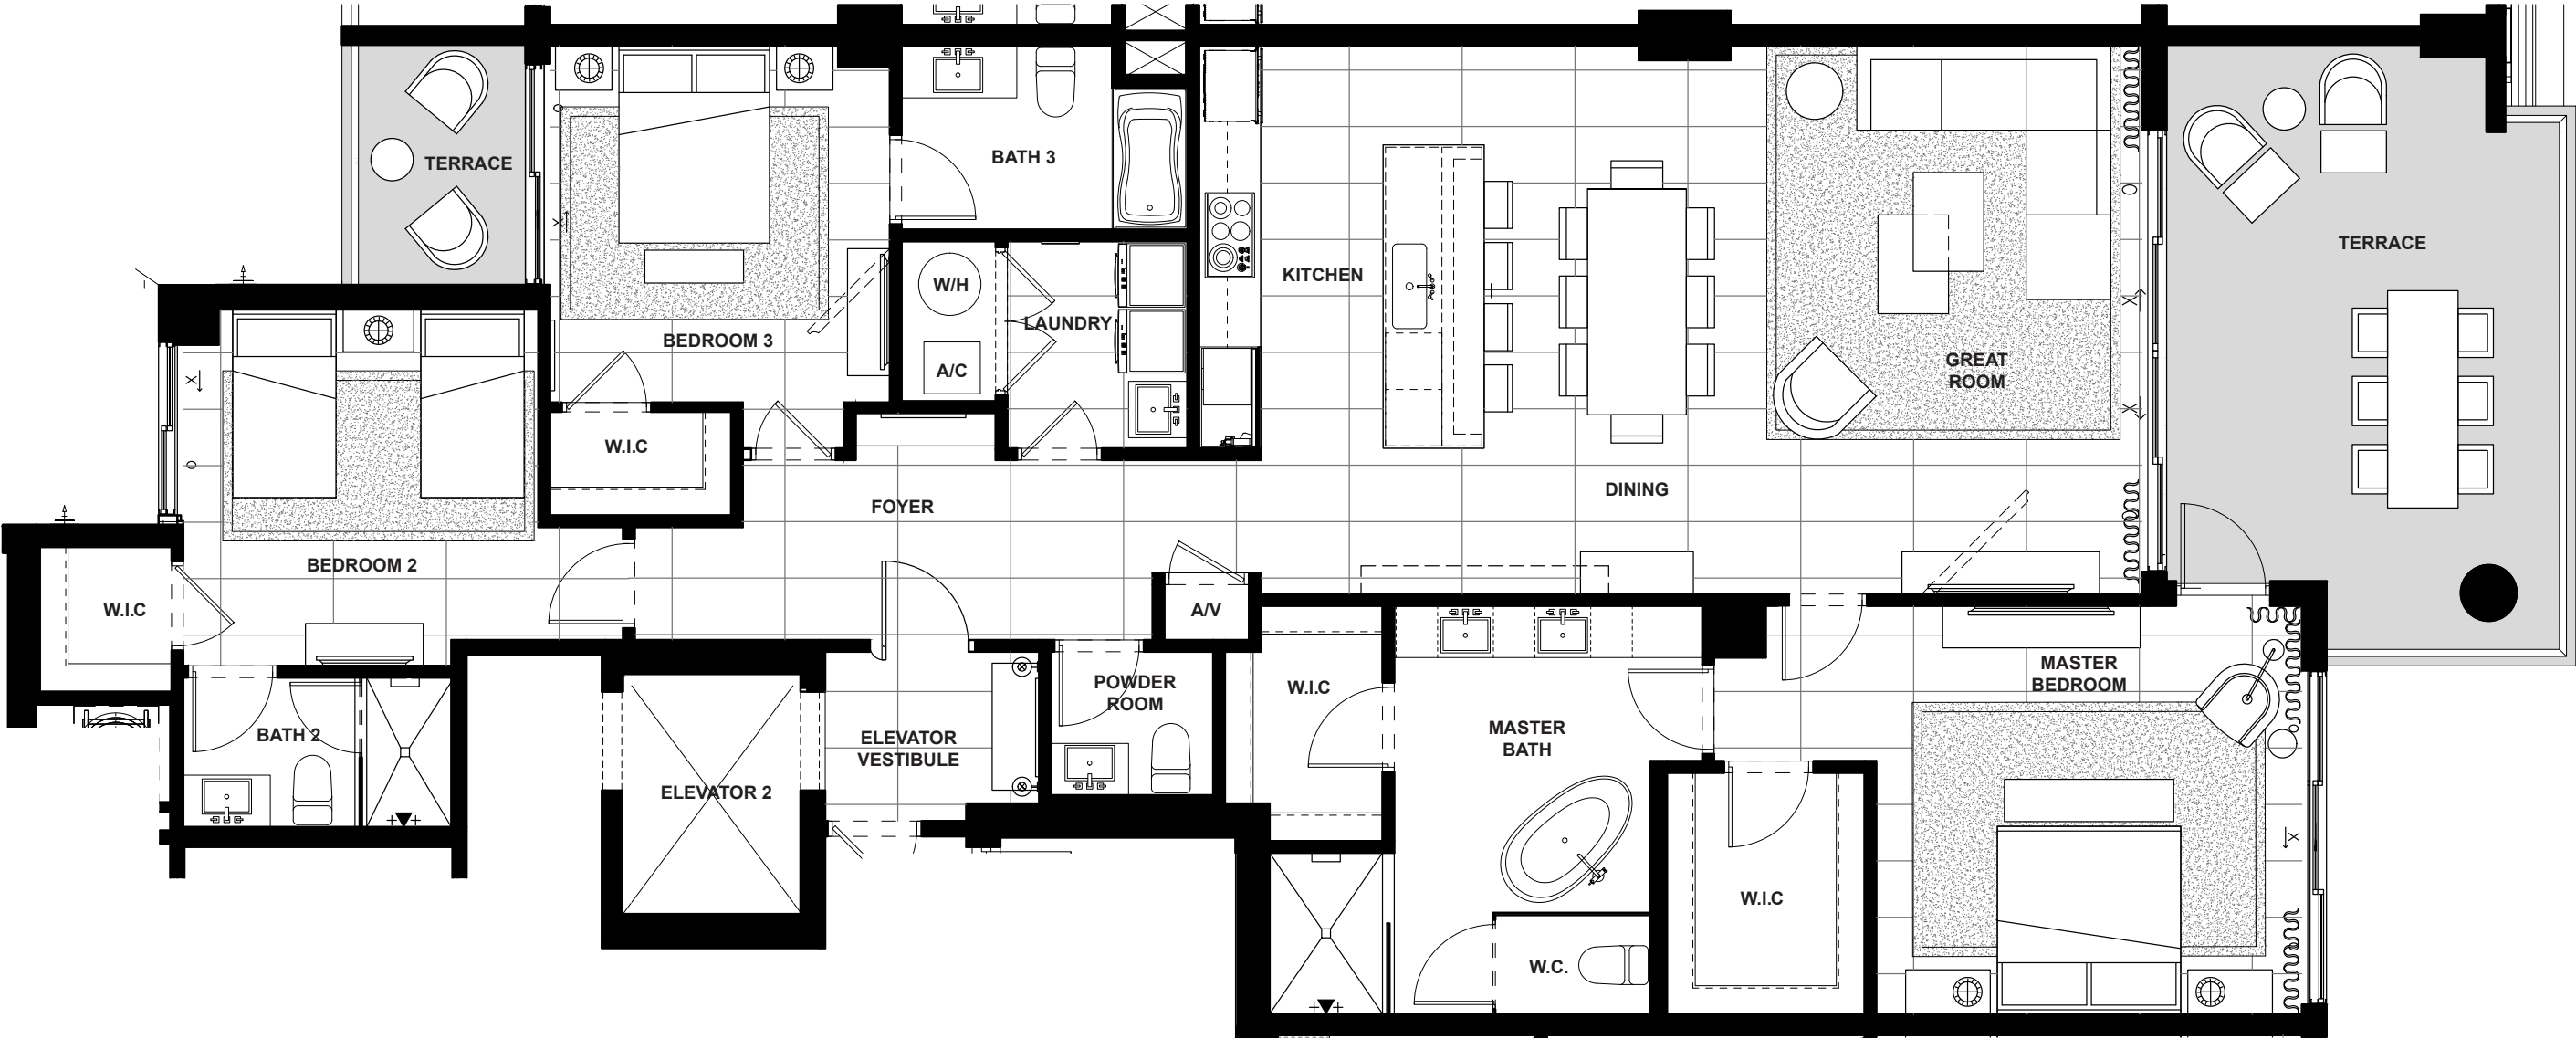 TERRACE
BATH 3
W/H
A/C
LAUNDRY
BEDROOM 3
W.I.C
KITCHEN
GREAT
ROOM
TERRACE
DINING
FOYER
BEDROOM 2
W.I.C
BATH 2
A/V
ELEVATOR 2
ELEVATOR
VESTIBULE
POWDER
ROOM
W.I.C
MASTER
BATH
MASTER
BEDROOM
W.I.C
W.C.
X
O
X
O
O
X
X
O
X